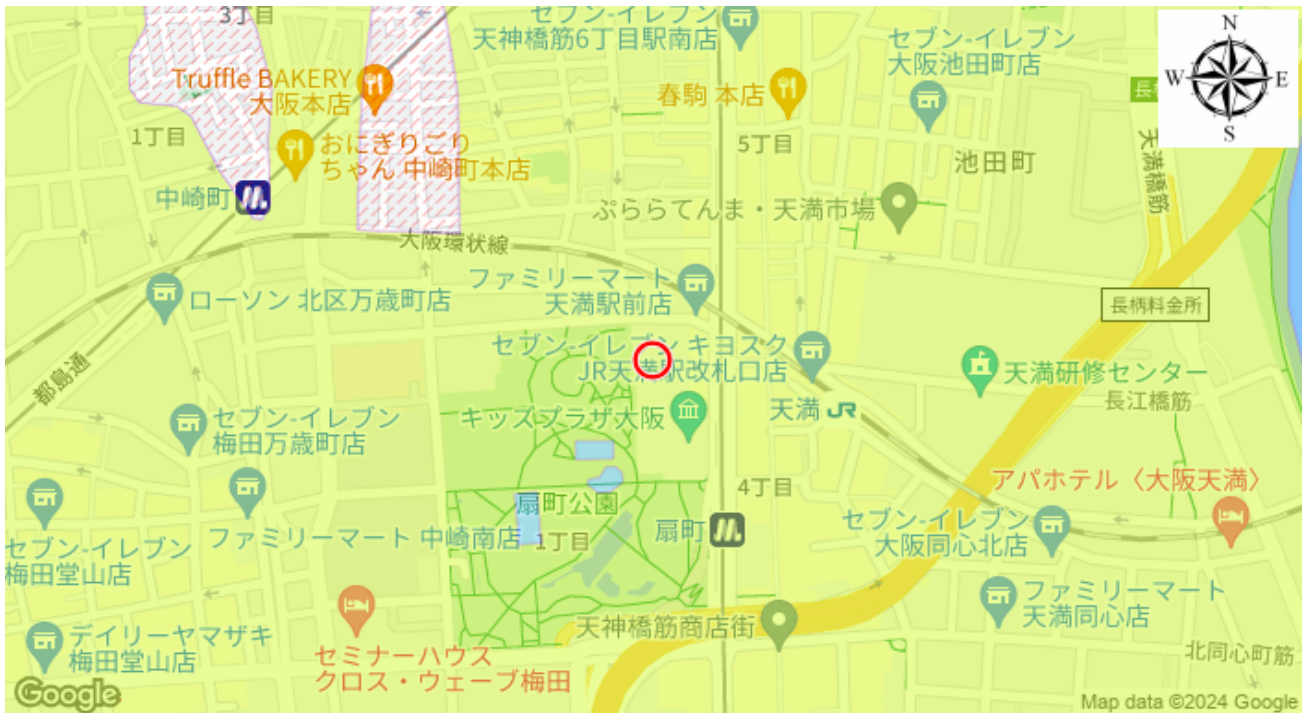 3丁目
セブン-イレブン
天神橋筋6丁目駅南店
セブン-イレブン
大阪池田町店
N
W
E
S
Truffle BAKERY
大阪本店
春駒 本店
長
1丁目
おにぎりごり
ちゃん 中崎町本店
5丁目
池田町
天満橋筋
中崎町
ぷららてんま・天満市場
大阪環状線
ローソン 北区万歳町店
ファミリーマート
天満駅前店
長柄料金所
都島通
セブン-イレブン キヨスク
JR天満駅改札口店
天満研修センター
長江橋筋
セブン-イレブン
梅田万歳町店
キッズプラザ大阪
天満 JR
4丁目
アパホテル〈大阪天満〉
扇町公園
1丁目
扇町
セブン-イレブン
大阪同心北店
セブン-イレブン
梅田堂山店
ファミリーマート 中崎南店
ファミリーマート
天満同心店
デイリーヤマザキ
梅田堂山店
セミナーハウス
クロス・ウェーブ梅田
天神橋筋商店街
北同心町筋
Google
Map data ©2024 Google